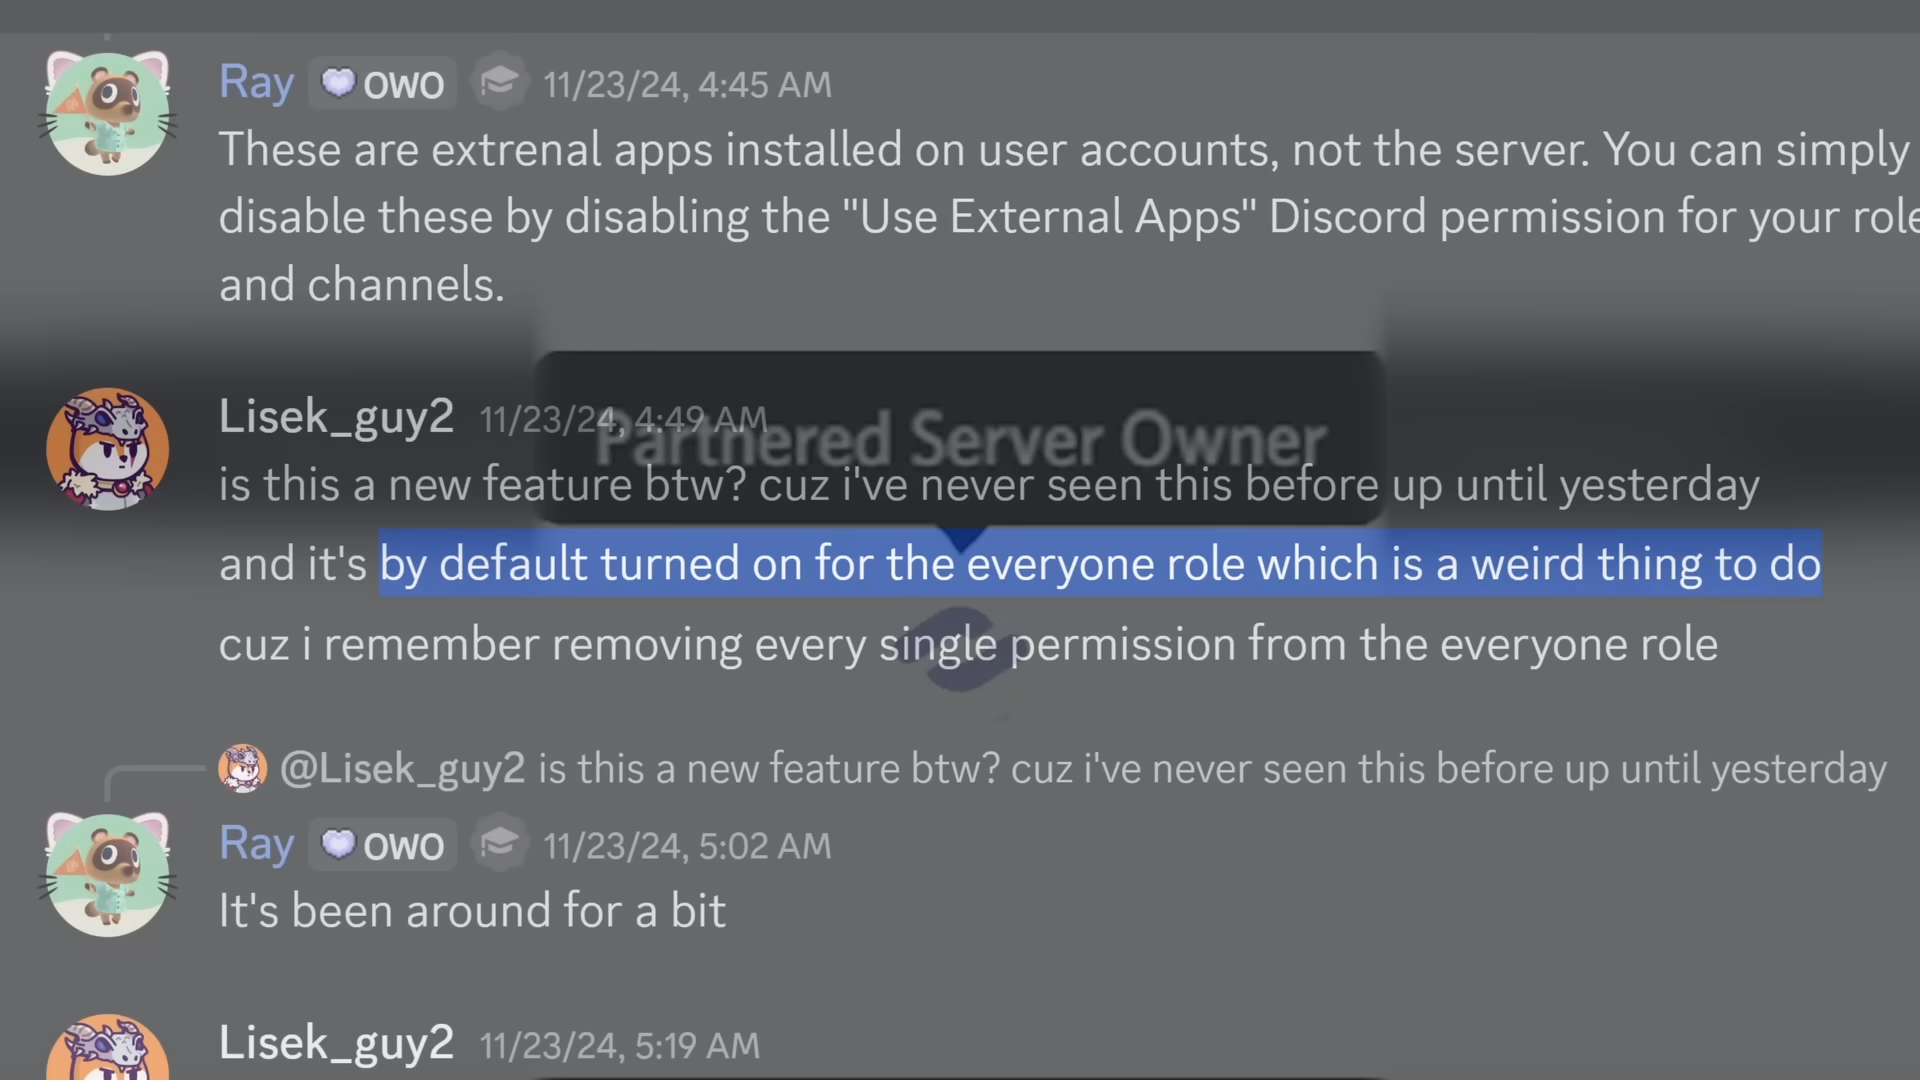 Ray OWO 11/23/24, 4:45 AM
These are extrenal apps installed on user accounts, not the server. You can simply
disable these by disabling the "Use External Apps" Discord permission for your role
and channels.
Lisek_guy2 11/23/24, 4:49 AM
Partnered Server Owner
is this a new feature btw? cuz i've never seen this before up until yesterday
and it's by default turned on for the everyone role which is a weird thing to do
cuz i remember removing every single permission from the everyone role
@Lisek_guy2 is this a new feature btw? cuz i've never seen this before up until yesterday
Ray OWO 11/23/24, 5:02 AM
It's been around for a bit
Lisek_guy2 11/23/24, 5:19 AM